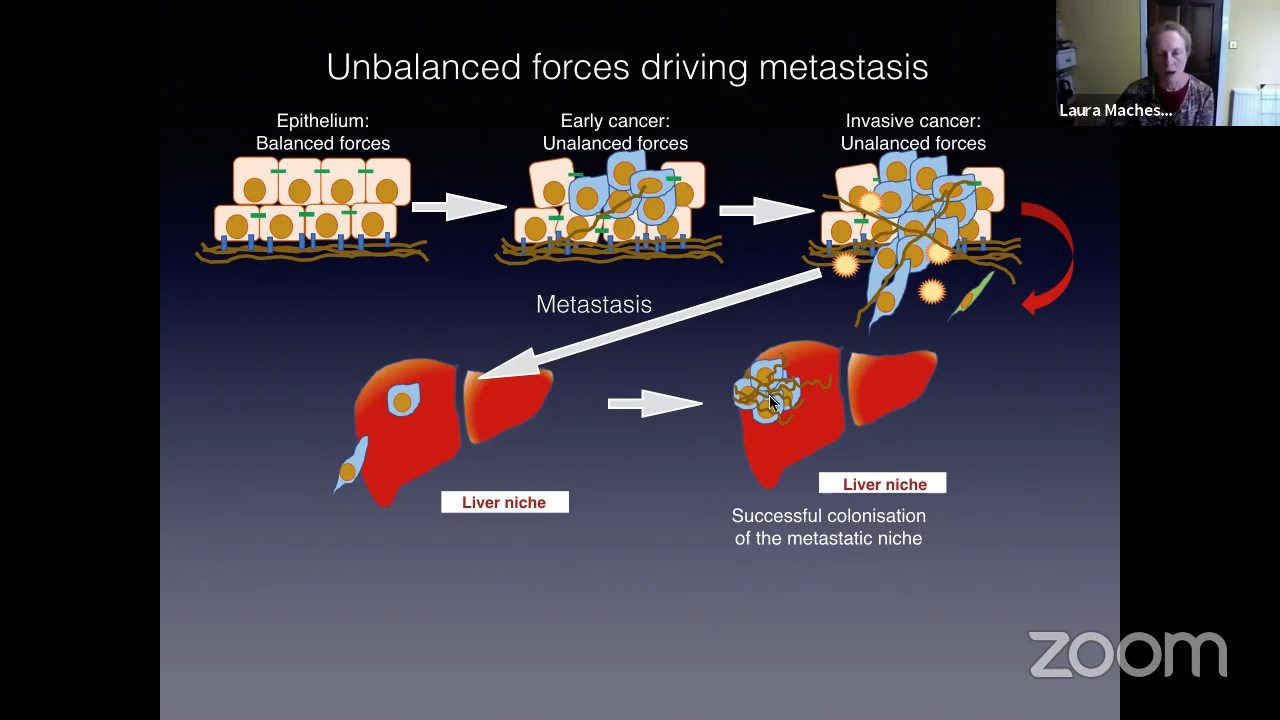 Unbalanced forces driving metastasis
Laura Maches...
Epithelium:
Balanced forces
Early cancer:
Unalanced forces
Invasive cancer:
Unalanced forces
Metastasis
Liver niche
Liver niche
Successful colonisation
of the metastatic niche
zoom